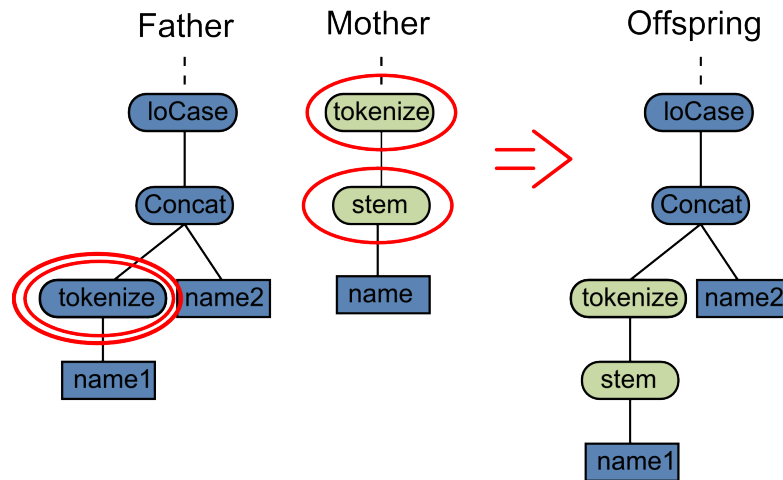 Father
Mother
Offspring
loCase
tokenize
loCase
Concat
stem
Concat
tokenize
name2
name
tokenize
name2
name1
stem
name1